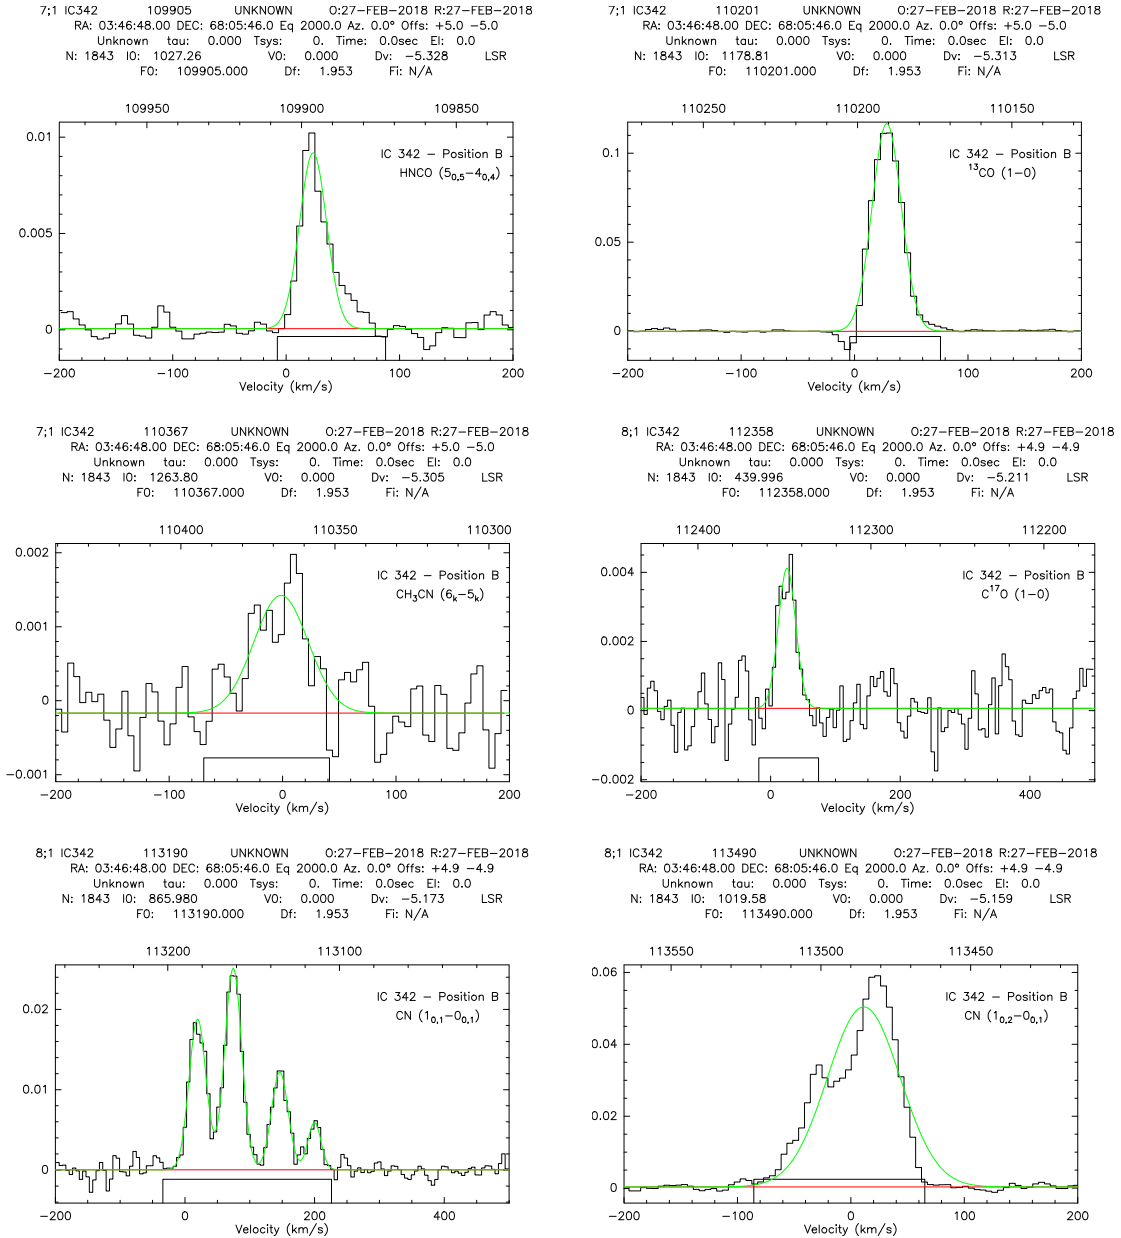 7;1 IC342 109905 UNKNOWN O:27-FEB-2018 R:27-FEB-2018
RA: 03:46:48.00 DEC: 68:05:46.0 Eq 2000.0 Az. 0.0° Offs: +5.0 -5.0
Unknown tau: 0.000 Tsys: 0. Time: 0.0sec El: 0.0
N: 1843 I0: 1027.26 V0: 0.000 Dv: -5.328 LSR
F0: 109905.000 Df: 1.953 Fi: N/A
109950 109900 109850
0.01
0.005
0
IC 342 - Position B
HNCO (5₀,₅-4₀,₄)
-200 -100 0 100 200
Velocity (km/s)
7;1 IC342 110201 UNKNOWN O:27-FEB-2018 R:27-FEB-2018
RA: 03:46:48.00 DEC: 68:05:46.0 Eq 2000.0 Az. 0.0° Offs: +5.0 -5.0
Unknown tau: 0.000 Tsys: 0. Time: 0.0sec El: 0.0
N: 1843 I0: 1178.81 V0: 0.000 Dv: -5.313 LSR
F0: 110201.000 Df: 1.953 Fi: N/A
110250 110200 110150
0.1
0.05
0
IC 342 - Position B
¹³CO (1-0)
-200 -100 0 100 200
Velocity (km/s)
7;1 IC342 110367 UNKNOWN O:27-FEB-2018 R:27-FEB-2018
RA: 03:46:48.00 DEC: 68:05:46.0 Eq 2000.0 Az. 0.0° Offs: +5.0 -5.0
Unknown tau: 0.000 Tsys: 0. Time: 0.0sec El: 0.0
N: 1843 I0: 1263.80 V0: 0.000 Dv: -5.305 LSR
F0: 110367.000 Df: 1.953 Fi: N/A
110400 110350 110300
0.002
0.001
0
-0.001
IC 342 - Position B
CH₃CN (6ₖ-5ₖ)
-200 -100 0 100 200
Velocity (km/s)
8;1 IC342 112358 UNKNOWN O:27-FEB-2018 R:27-FEB-2018
RA: 03:46:48.00 DEC: 68:05:46.0 Eq 2000.0 Az. 0.0° Offs: +4.9 -4.9
Unknown tau: 0.000 Tsys: 0. Time: 0.0sec El: 0.0
N: 1843 I0: 439.996 V0: 0.000 Dv: -5.211 LSR
F0: 112358.000 Df: 1.953 Fi: N/A
112400 112300 112200
0.004
0.002
0
-0.002
IC 342 - Position B
C¹⁷O (1-0)
-200 0 200 400
Velocity (km/s)
8;1 IC342 113190 UNKNOWN O:27-FEB-2018 R:27-FEB-2018
RA: 03:46:48.00 DEC: 68:05:46.0 Eq 2000.0 Az. 0.0° Offs: +4.9 -4.9
Unknown tau: 0.000 Tsys: 0. Time: 0.0sec El: 0.0
N: 1843 I0: 865.980 V0: 0.000 Dv: -5.173 LSR
F0: 113190.000 Df: 1.953 Fi: N/A
113200 113100
0.02
0.01
0
IC 342 - Position B
CN (1₀,₁-0₀,₁)
-200 0 200 400
Velocity (km/s)
8;1 IC342 113490 UNKNOWN O:27-FEB-2018 R:27-FEB-2018
RA: 03:46:48.00 DEC: 68:05:46.0 Eq 2000.0 Az. 0.0° Offs: +4.9 -4.9
Unknown tau: 0.000 Tsys: 0. Time: 0.0sec El: 0.0
N: 1843 I0: 1019.58 V0: 0.000 Dv: -5.159 LSR
F0: 113490.000 Df: 1.953 Fi: N/A
113550 113500 113450
0.06
0.04
0.02
0
IC 342 - Position B
CN (1₀,₂-0₀,₁)
-200 -100 0 100 200
Velocity (km/s)